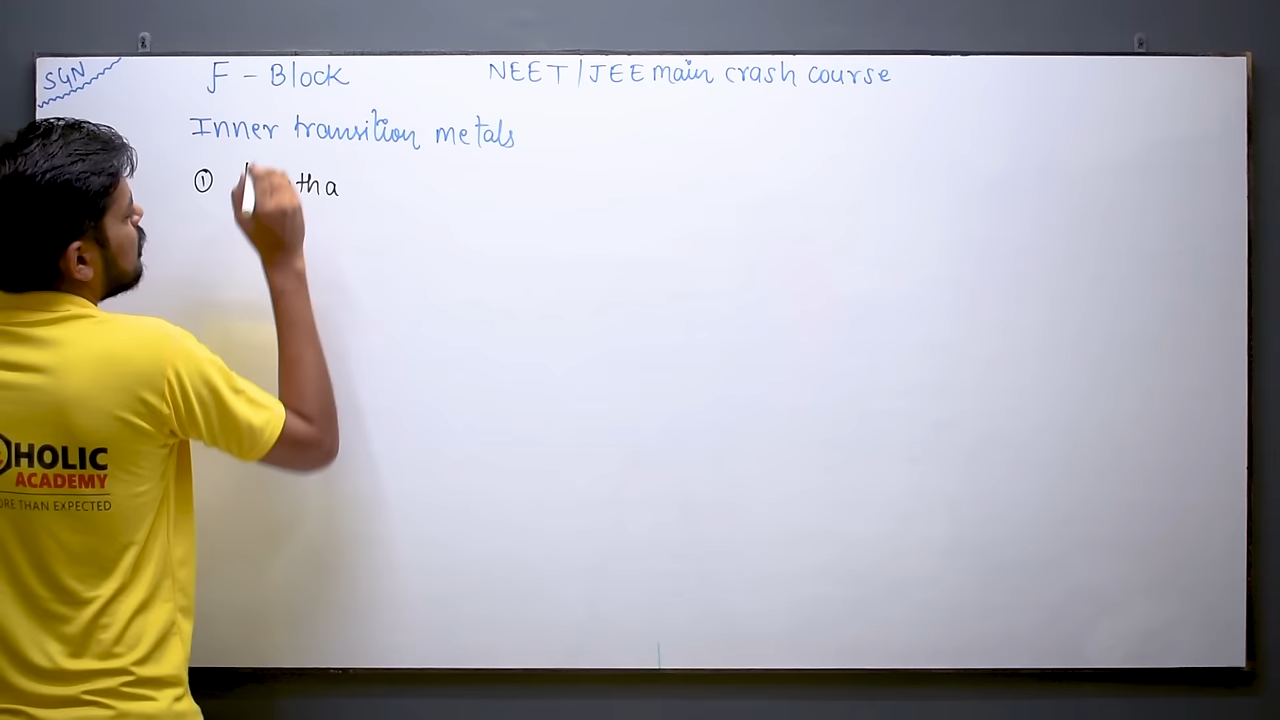 SGN
F - Block
NEET/JEE main crash course
Inner transition metals
① tha
HOLIC
ACADEMY
ORE THAN EXPECTED